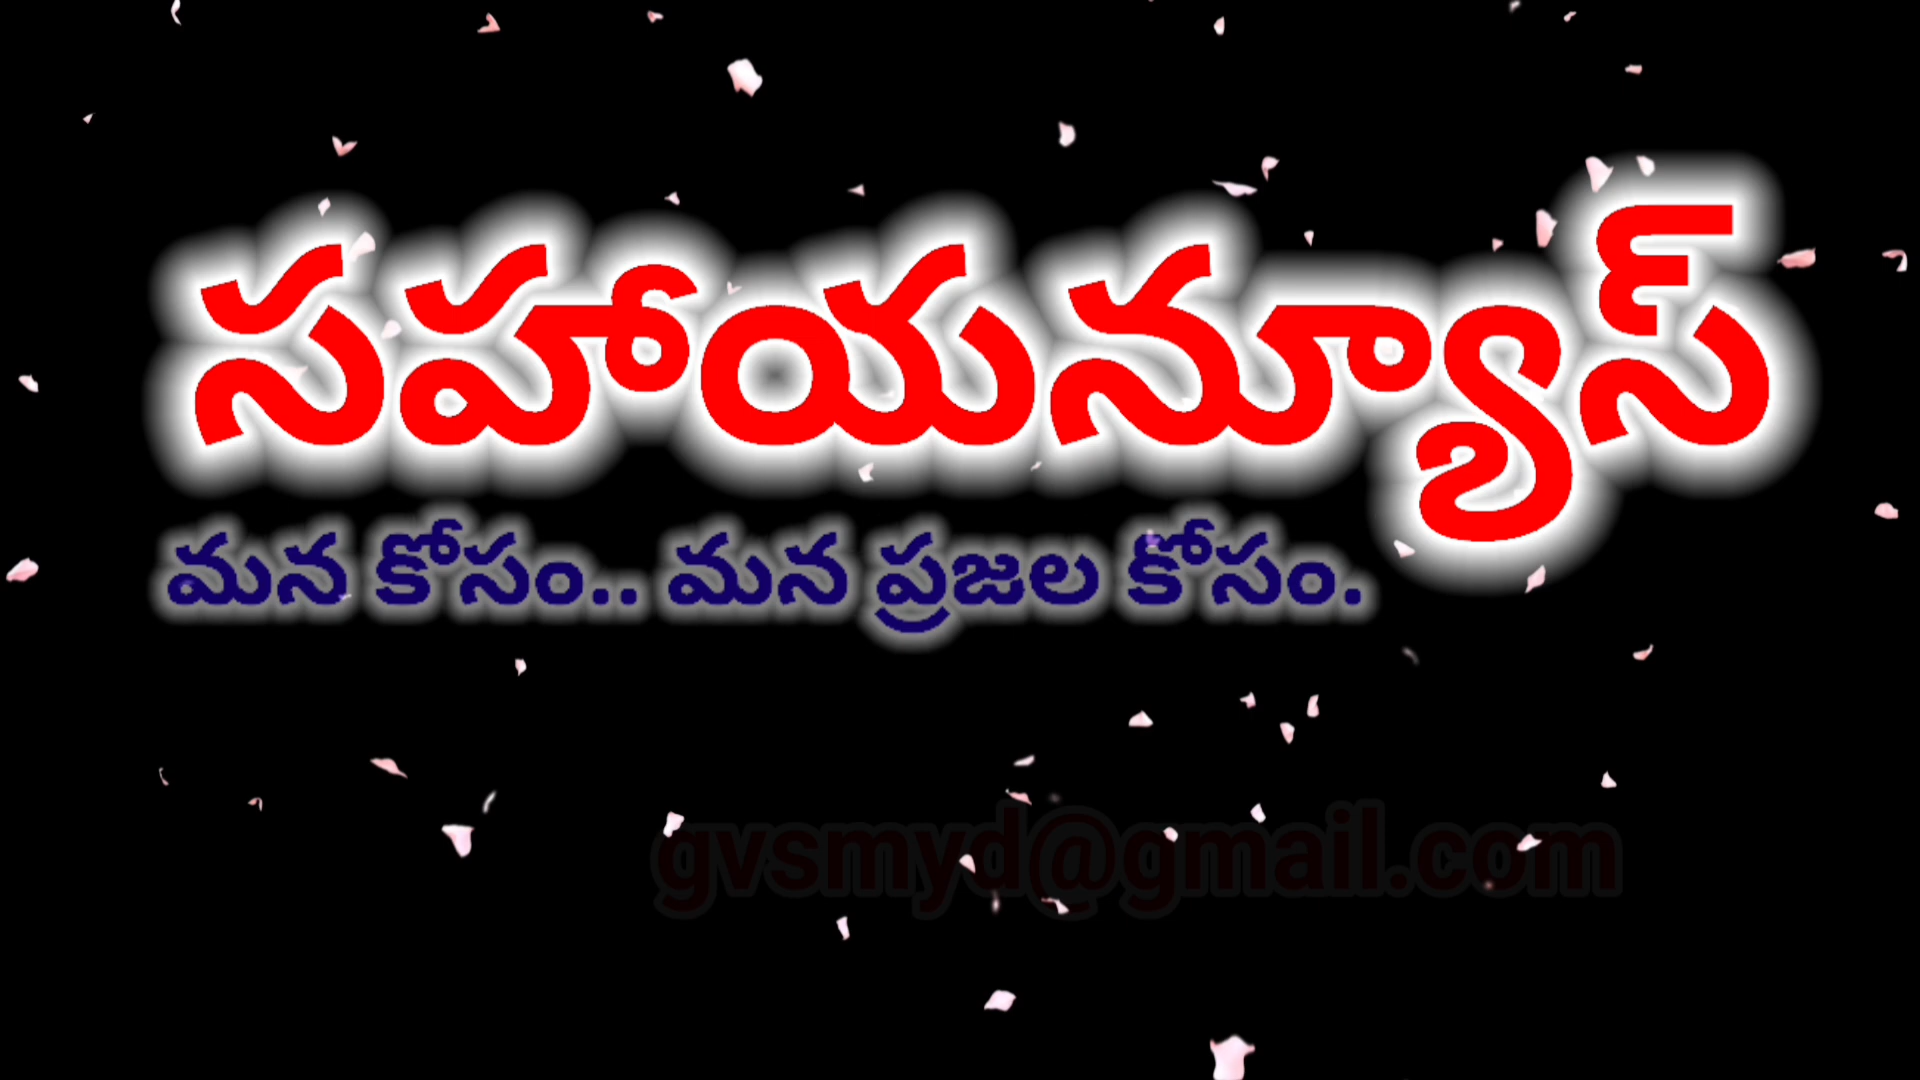 సహాయన్యూస్
మన కోసం.. మన ప్రజల కోసం.
gvsmyd@gmail.com